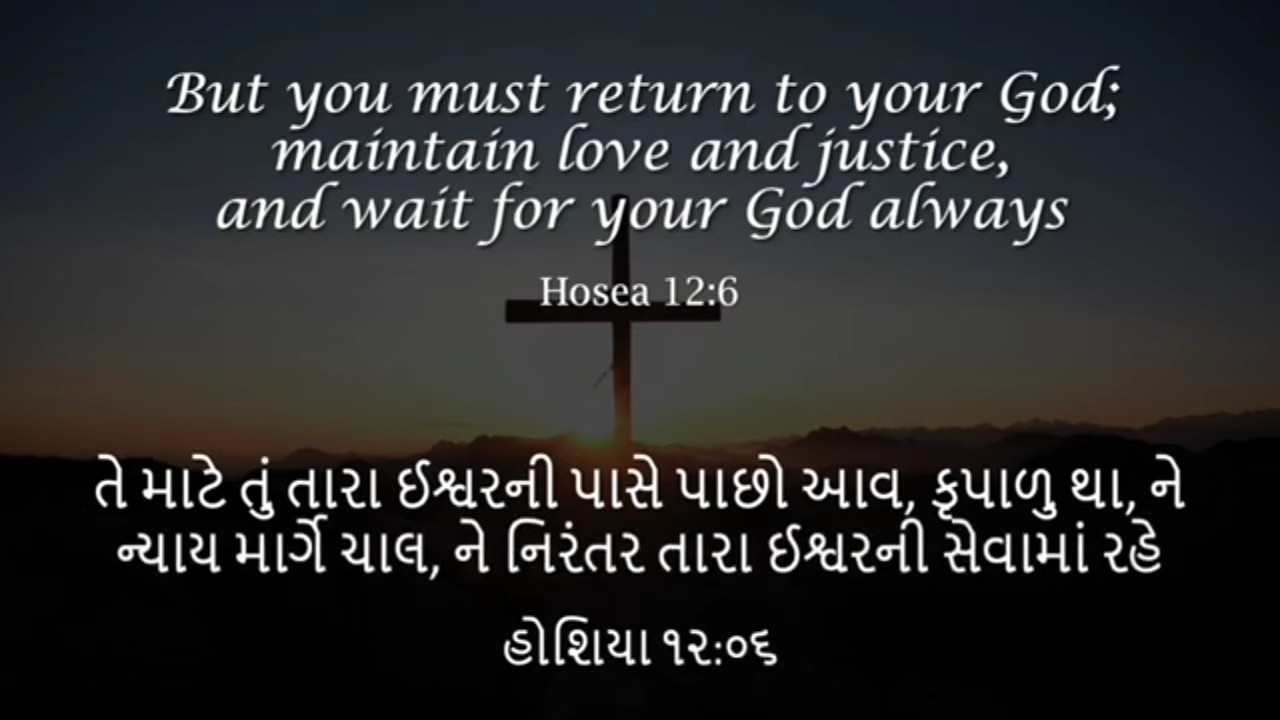 But you must return to your God;
maintain love and justice,
and wait for your God always
Hosea 12:6
તે માટે તું તારા ઈશ્વરની પાસે પાછો આવ, કૃપાળુ થા, ને
ન્યાય માર્ગે ચાલ, ને નિરંતર તારા ઈશ્વરની સેવામાં રહે
હોશિયા ૧૨:૦૬